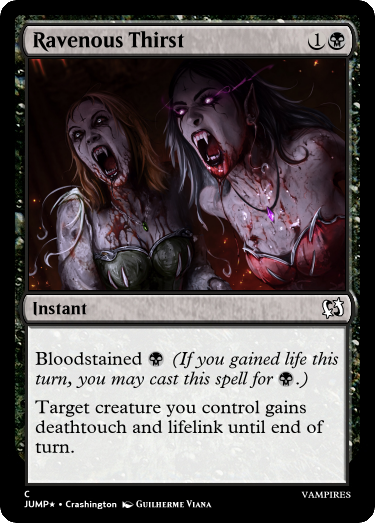 Ravenous Thirst 1
Instant
Bloodstained (If you gained life this
turn, you may cast this spell for .)
Target creature you control gains
deathtouch and lifelink until end of
turn.
C VAMPIRES
JUMP★ • Crashington Guilherme Viana